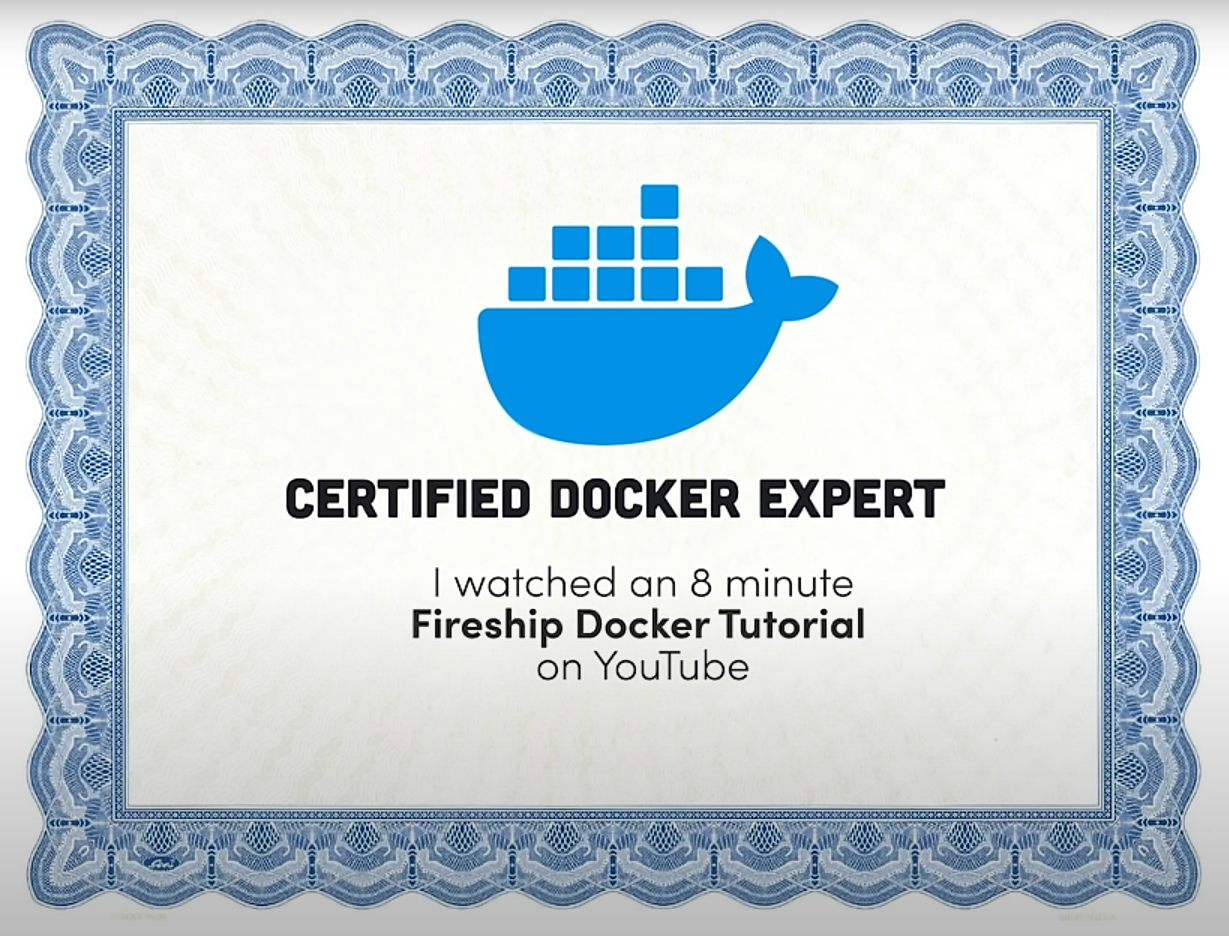 CERTIFIED DOCKER EXPERT
I watched an 8 minute
Fireship Docker Tutorial
on YouTube